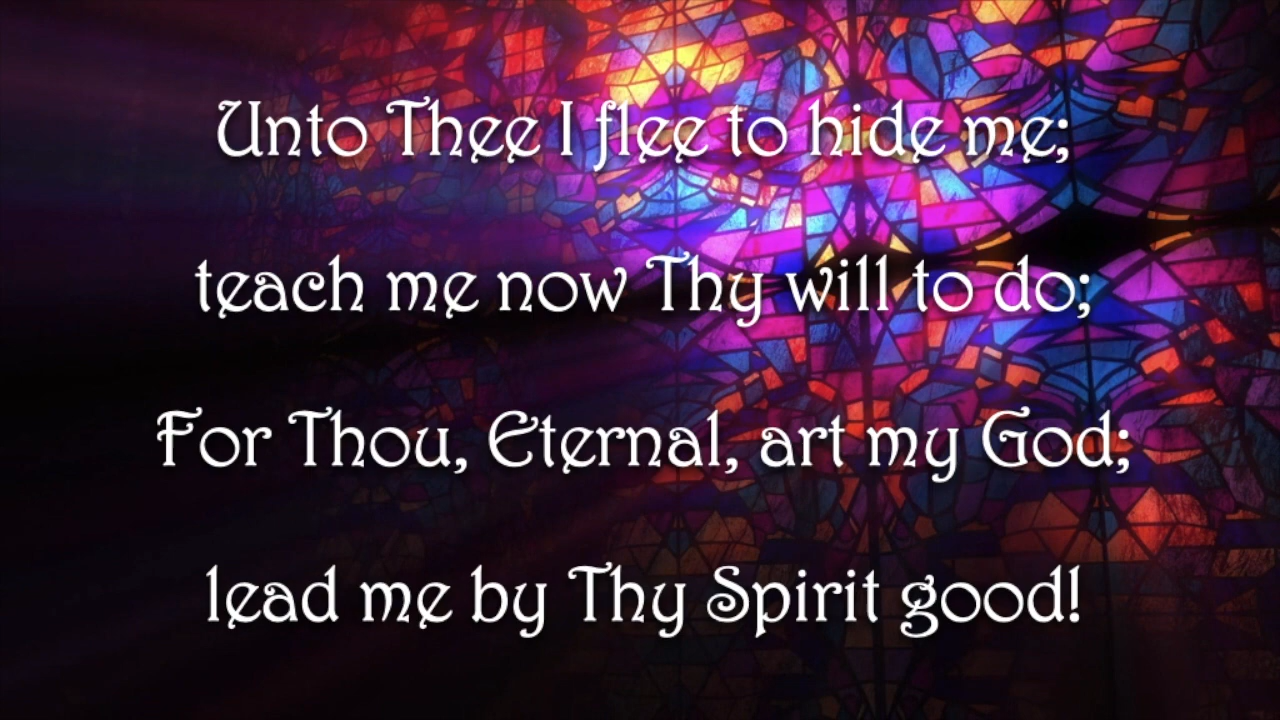 Unto Thee I flee to hide me;
teach me now Thy will to do;
For Thou, Eternal, art my God;
lead me by Thy Spirit good!